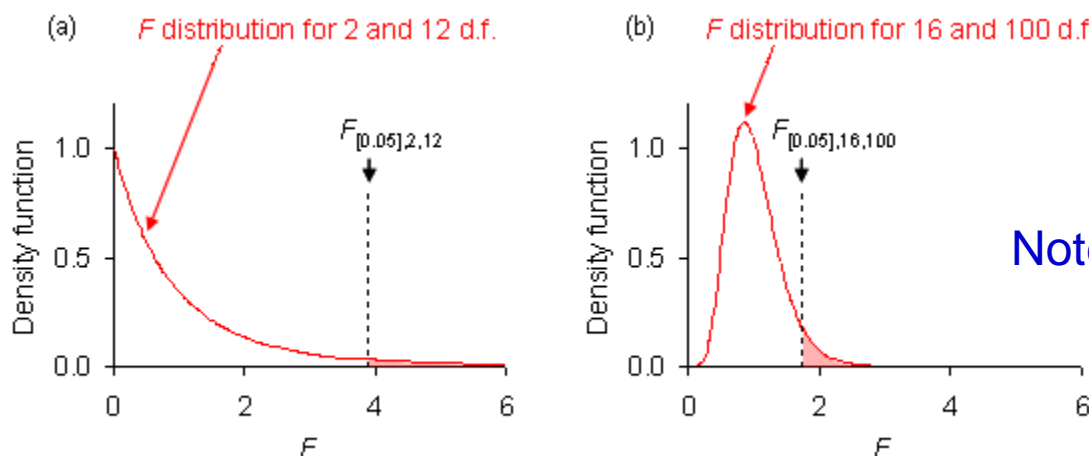 (a) F distribution for 2 and 12 d.f.
F[0.05],2,12
Density function
1.0
0.5
0.0
0 2 4 6
F
(b) F distribution for 16 and 100 d.f
F[0.05],16,100
Density function
1.0
0.5
0.0
0 2 4 6
F